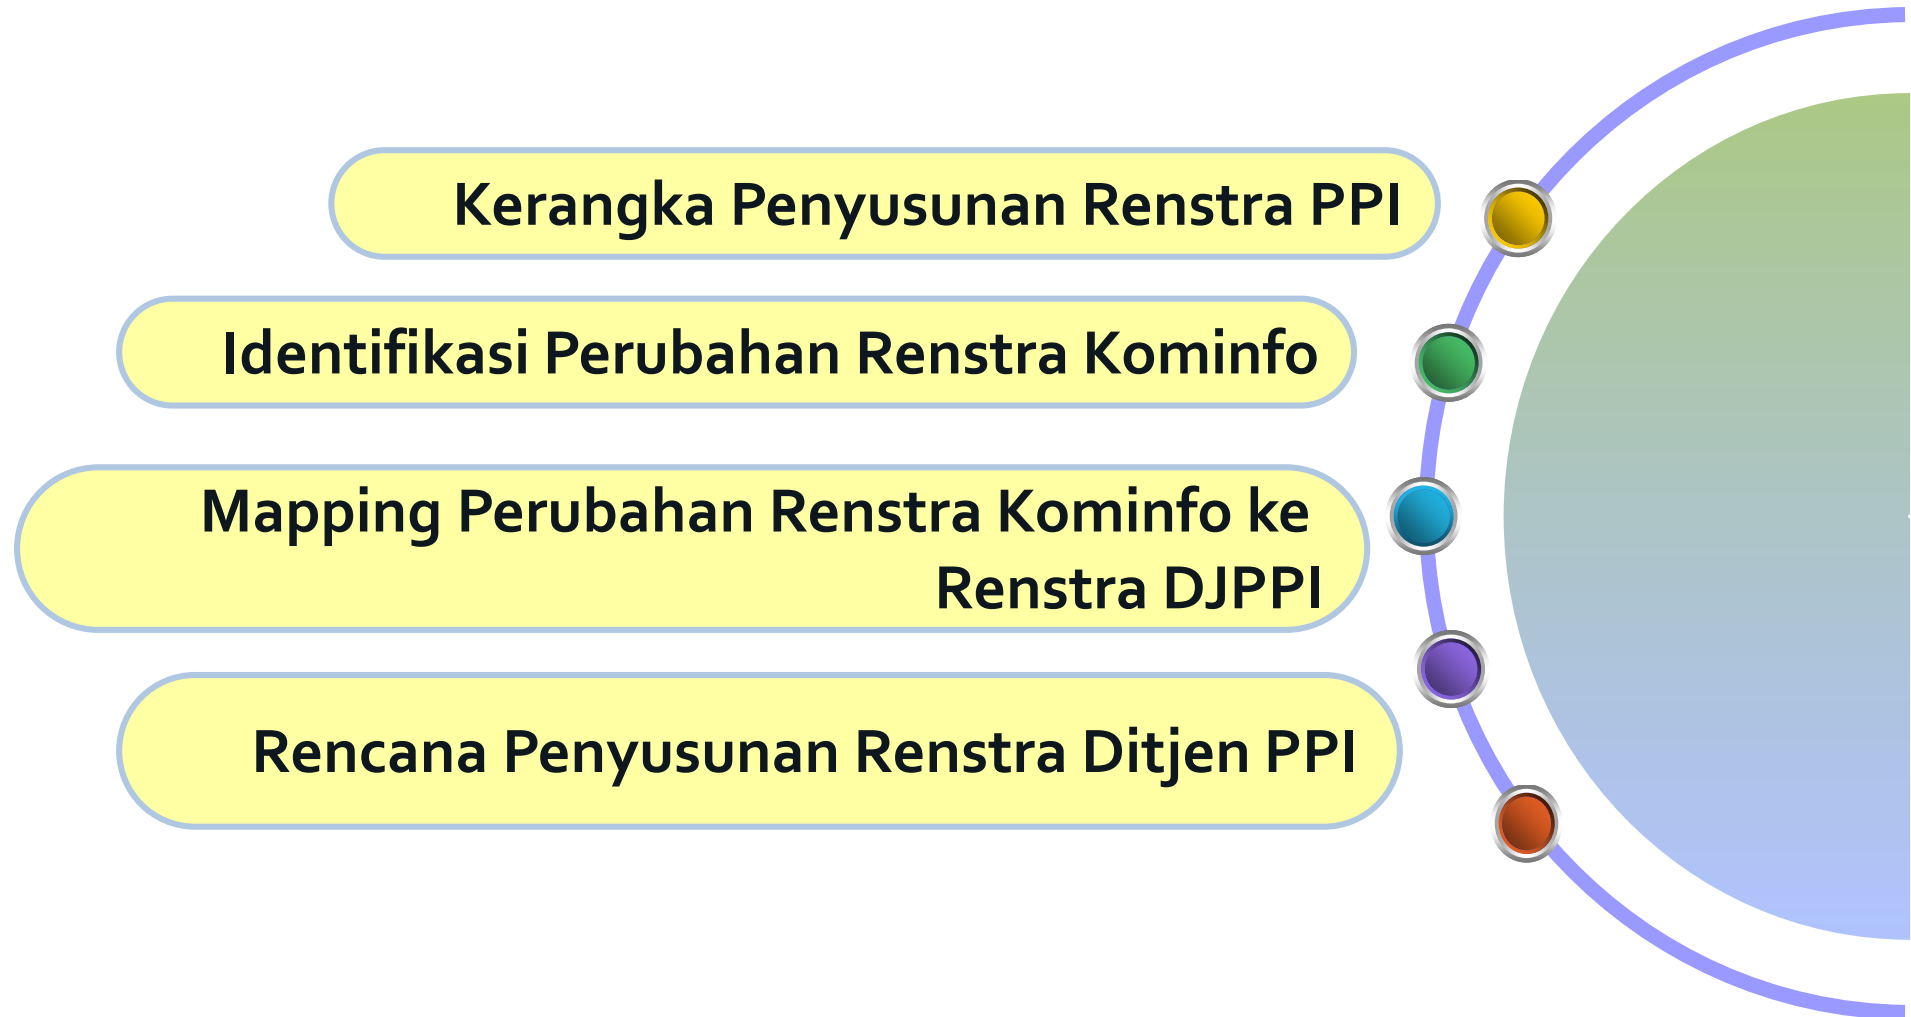 Kerangka Penyusunan Renstra PPI
Identifikasi Perubahan Renstra Kominfo
Mapping Perubahan Renstra Kominfo ke
Renstra DJPPI
Rencana Penyusunan Renstra Ditjen PPI